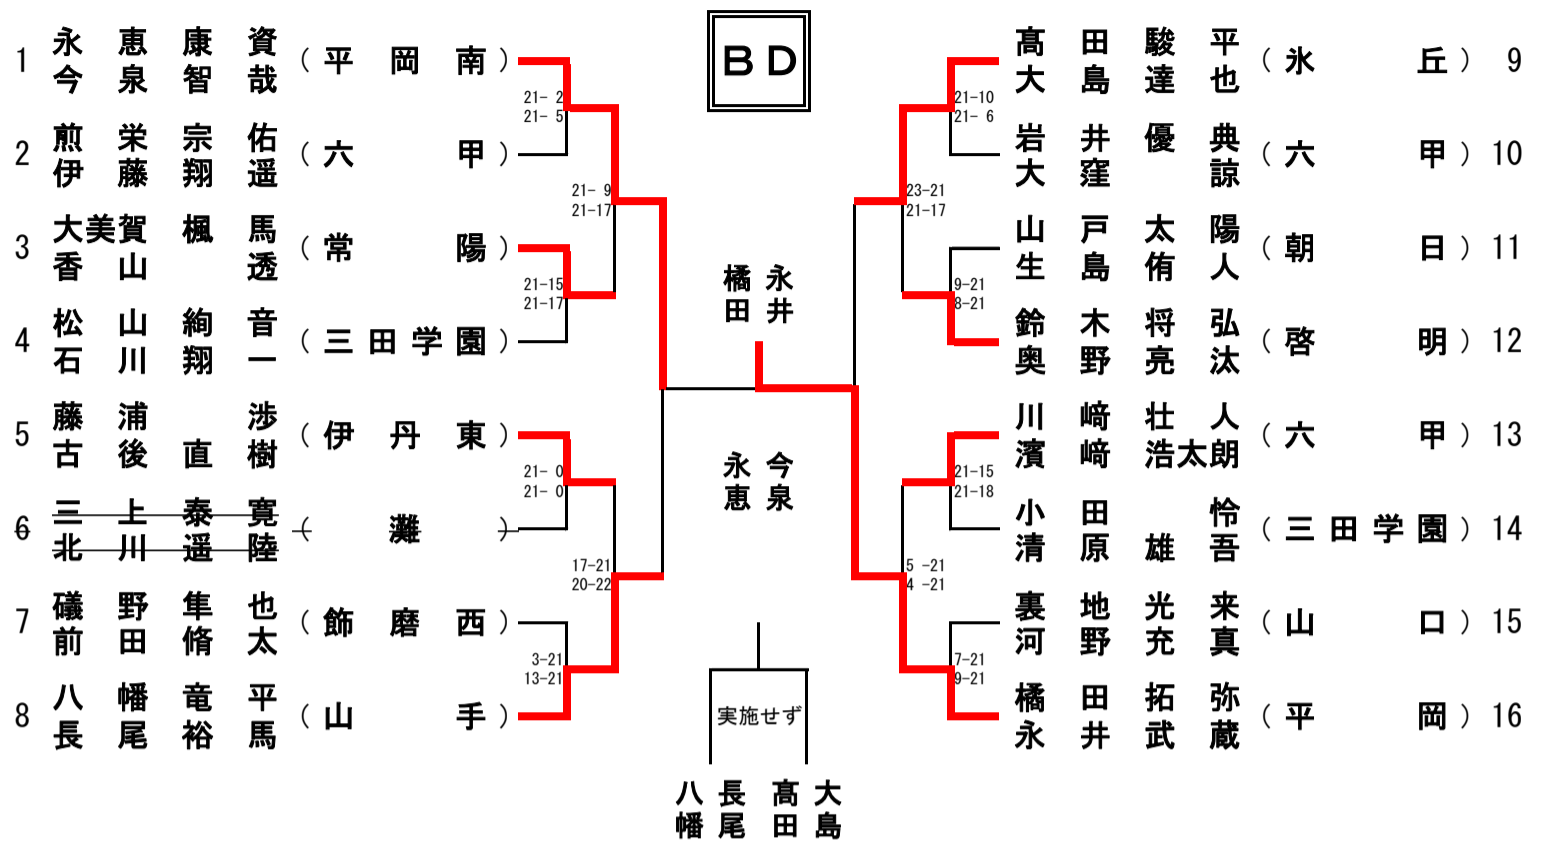 BD
1 永恵康資 (平岡南)
今泉智哉
21- 2
21- 5
2 煎栄宗佑 (六甲)
伊藤翔遥
21- 9
21-17
3 大美賀楓馬 (常陽)
香山透
21-15
21-17
4 松山絢音 (三田学園)
石川翔一
5 藤浦渉 (伊丹東)
古後直樹
21- 0
21- 0
6 三上泰寛 (灘)
北川遥陸
17-21
20-22
7 礒野隼也 (飾磨西)
前田脩太
3-21
13-21
8 八幡竜平 (山手)
長尾裕馬
橘田 永井
永恵 今泉
実施せず
八幡 長尾 髙田 大島
髙田駿平 (氷丘) 9
大島達也
21-10
21- 6
岩井優典 (六甲) 10
大窪諒
23-21
21-17
山戸太陽 (朝日) 11
生島侑人
9-21
8-21
鈴木将弘 (啓明) 12
奥野亮汰
川﨑壮人 (六甲) 13
濱﨑浩太朗
21-15
21-18
小田怜 (三田学園) 14
清原雄吾
5 -21
4 -21
裏地光来 (山口) 15
河野充真
7-21
9-21
橘田拓弥 (平岡) 16
永井武蔵